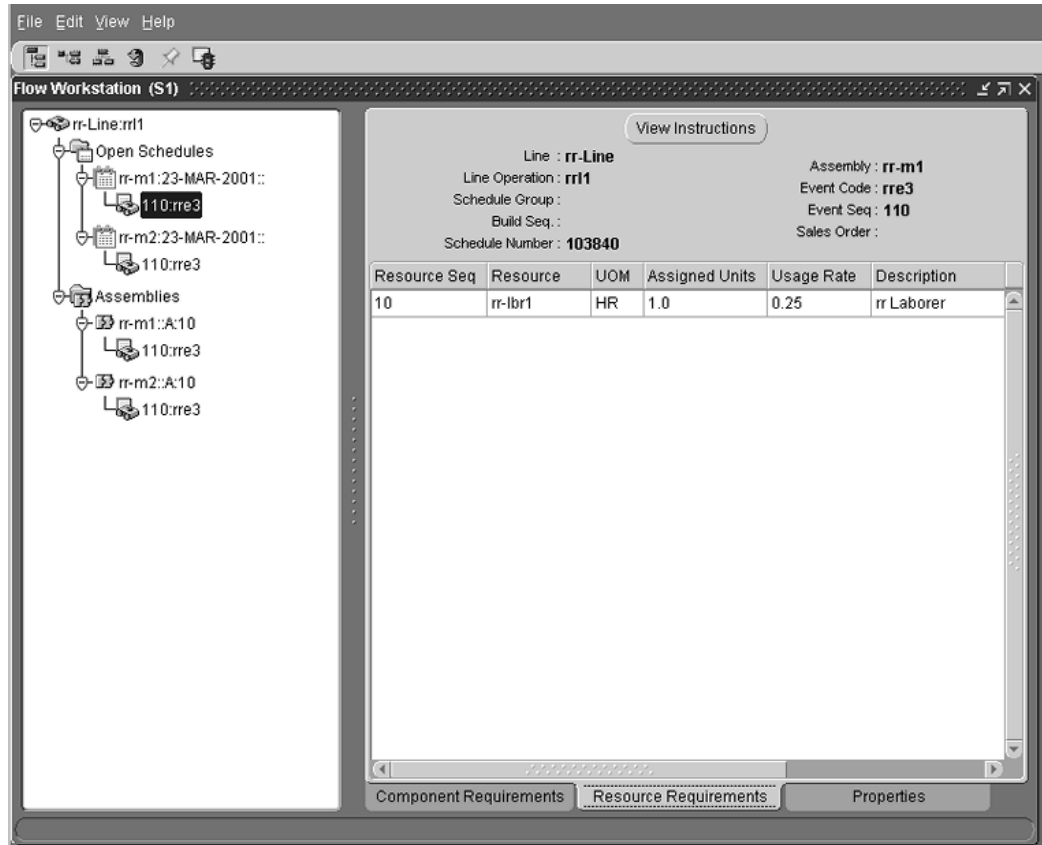 File Edit View Help
Flow Workstation (S1)
rr-Line:rrl1
Open Schedules
rr-m1:23-MAR-2001::
110:rre3
rr-m2:23-MAR-2001::
110:rre3
Assemblies
rr-m1::A:10
110:rre3
rr-m2::A:10
110:rre3
View Instructions
Line : rr-Line
Line Operation : rrl1
Schedule Group :
Build Seq. :
Schedule Number : 103840
Assembly : rr-m1
Event Code : rre3
Event Seq : 110
Sales Order :
Resource Seq Resource UOM Assigned Units Usage Rate Description
10 rr-lbr1 HR 1.0 0.25 rr Laborer
Component Requirements Resource Requirements Properties